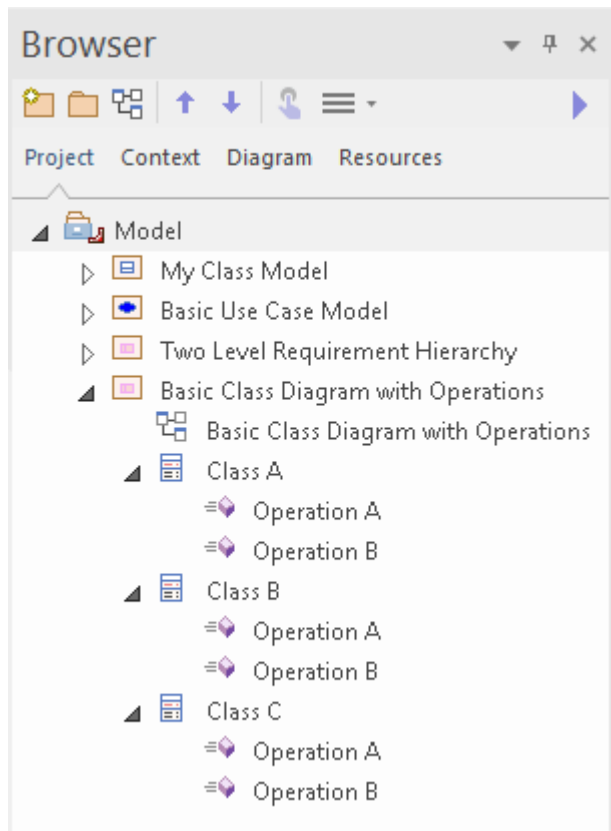 Browser
Project Context Diagram Resources
Model
My Class Model
Basic Use Case Model
Two Level Requirement Hierarchy
Basic Class Diagram with Operations
Basic Class Diagram with Operations
Class A
Operation A
Operation B
Class B
Operation A
Operation B
Class C
Operation A
Operation B